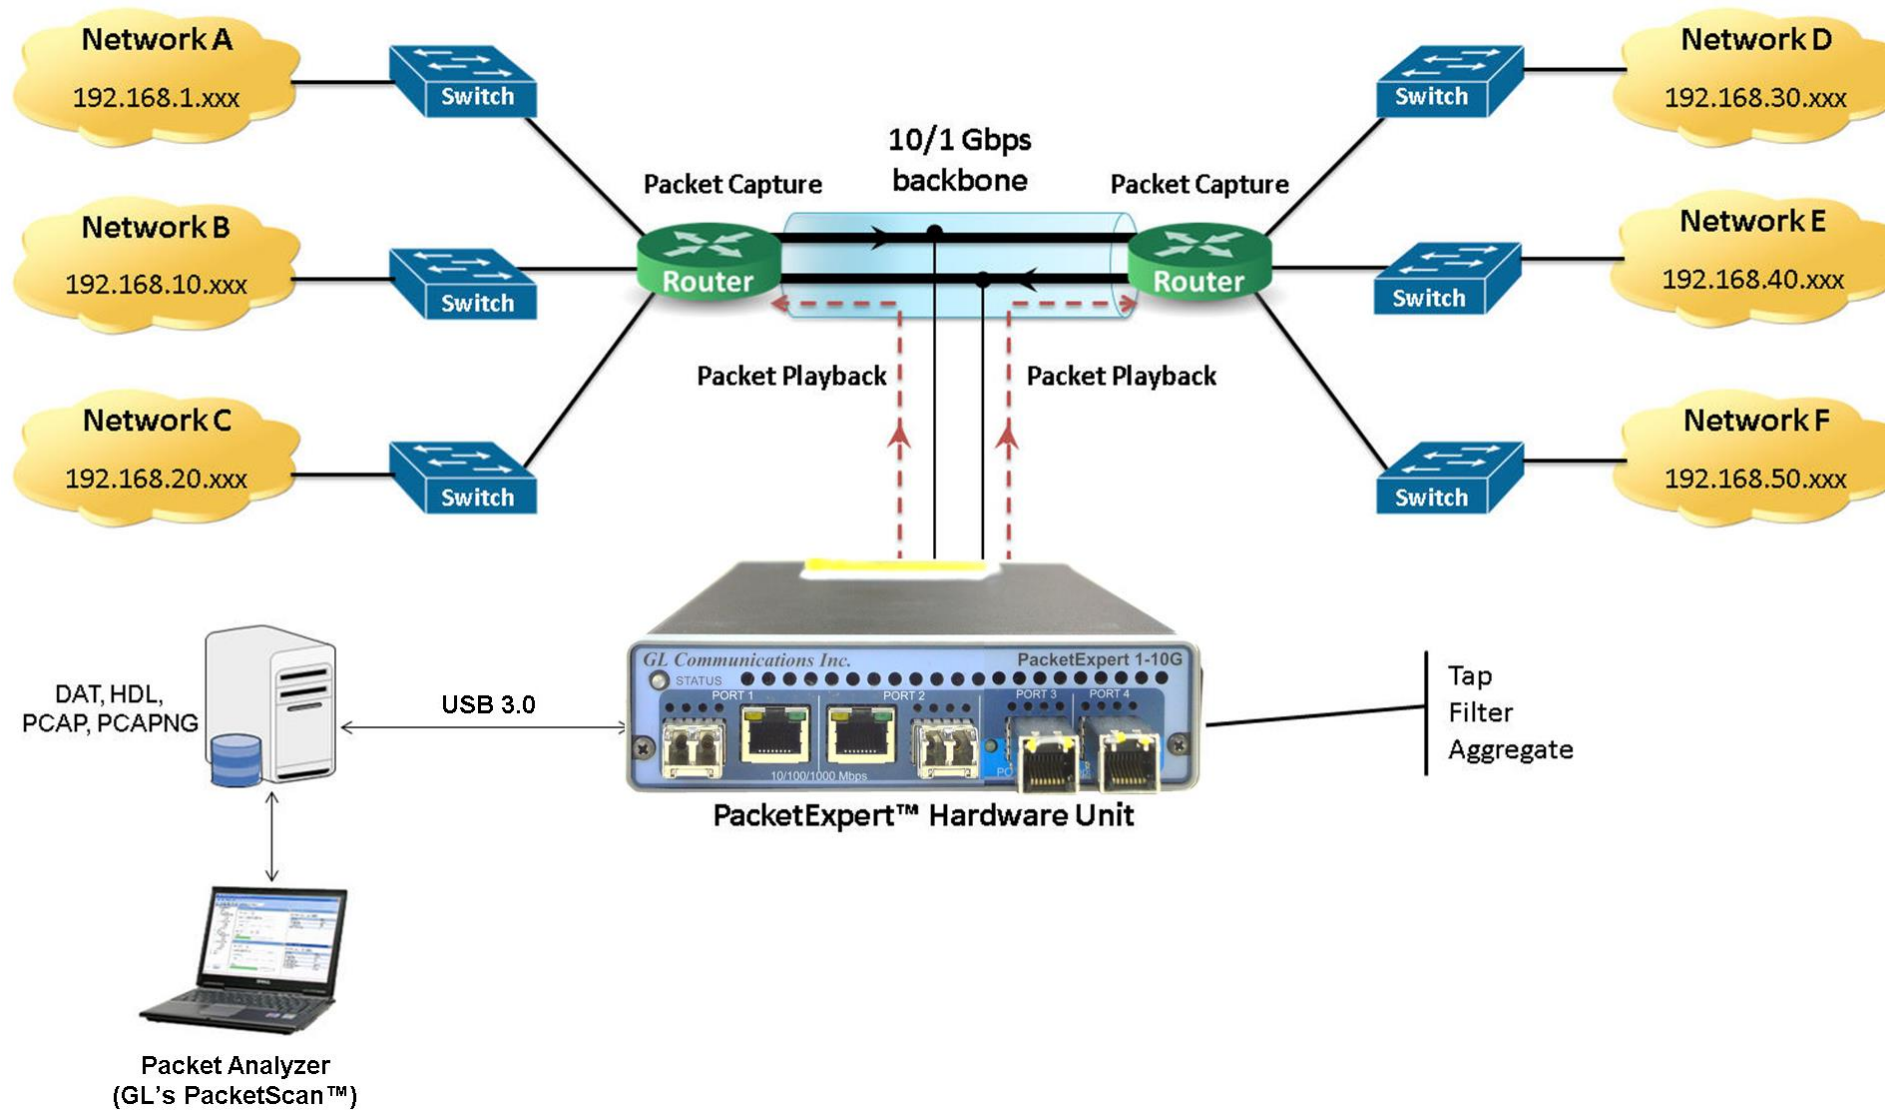 Network A
192.168.1.xxx
Switch
Network D
192.168.30.xxx
Switch
10/1 Gbps
backbone
Packet Capture
Packet Capture
Network B
192.168.10.xxx
Switch
Router
Router
Network E
192.168.40.xxx
Switch
Packet Playback
Packet Playback
Network C
192.168.20.xxx
Switch
Network F
192.168.50.xxx
Switch
GL Communications Inc.
PacketExpert 1-10G
STATUS
PORT 1
PORT 2
PORT 3
PORT 4
10/100/1000 Mbps
PacketExpert™ Hardware Unit
DAT, HDL,
PCAP, PCAPNG
USB 3.0
Tap
Filter
Aggregate
Packet Analyzer
(GL's PacketScan™)